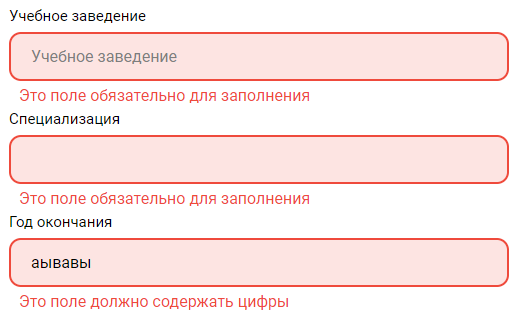 Учебное заведение
Учебное заведение
Это поле обязательно для заполнения
Специализация
Это поле обязательно для заполнения
Год окончания
аывавы
Это поле должно содержать цифры